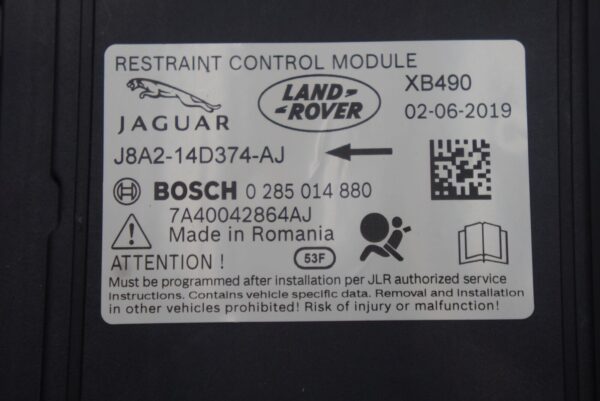 RESTRAINT CONTROL MODULE
JAGUAR
LAND-
-ROVER
XB490
02-06-2019
J8A2-14D374-AJ
BOSCH 0 285 014 880
7A40042864AJ
Made in Romania
ATTENTION !
53F
Must be programmed after installation per JLR authorized service
instructions. Contains vehicle specific data. Removal and Installation
in other vehicles prohibited! Risk of injury or malfunction!